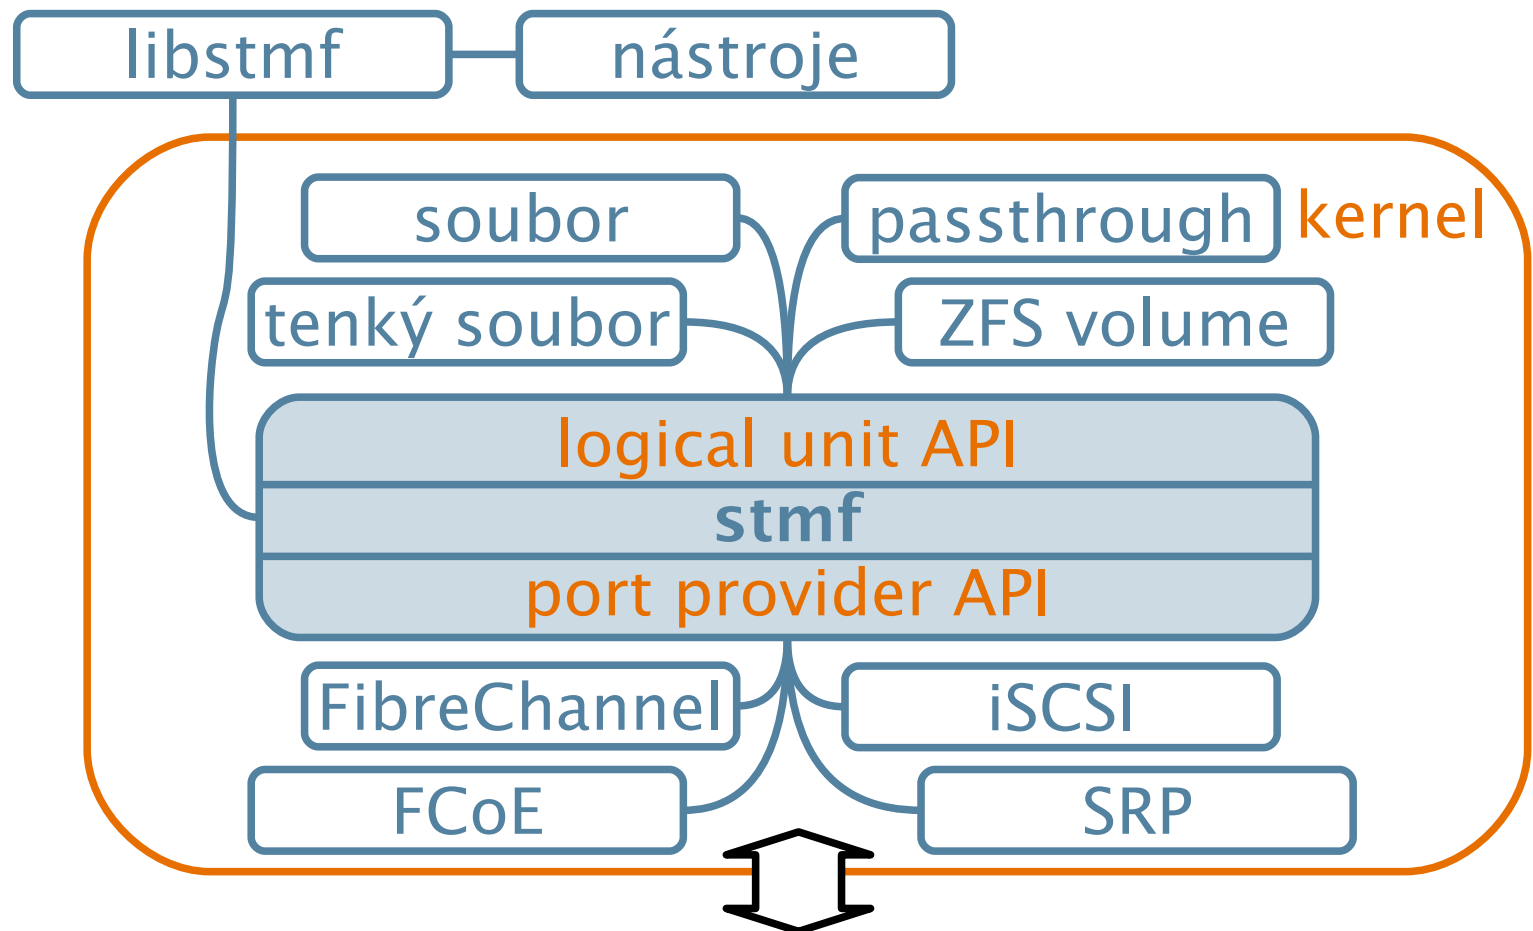 libstmf
nástroje
soubor
passthrough
kernel
tenký soubor
ZFS volume
logical unit API
stmf
port provider API
FibreChannel
iSCSI
FCoE
SRP